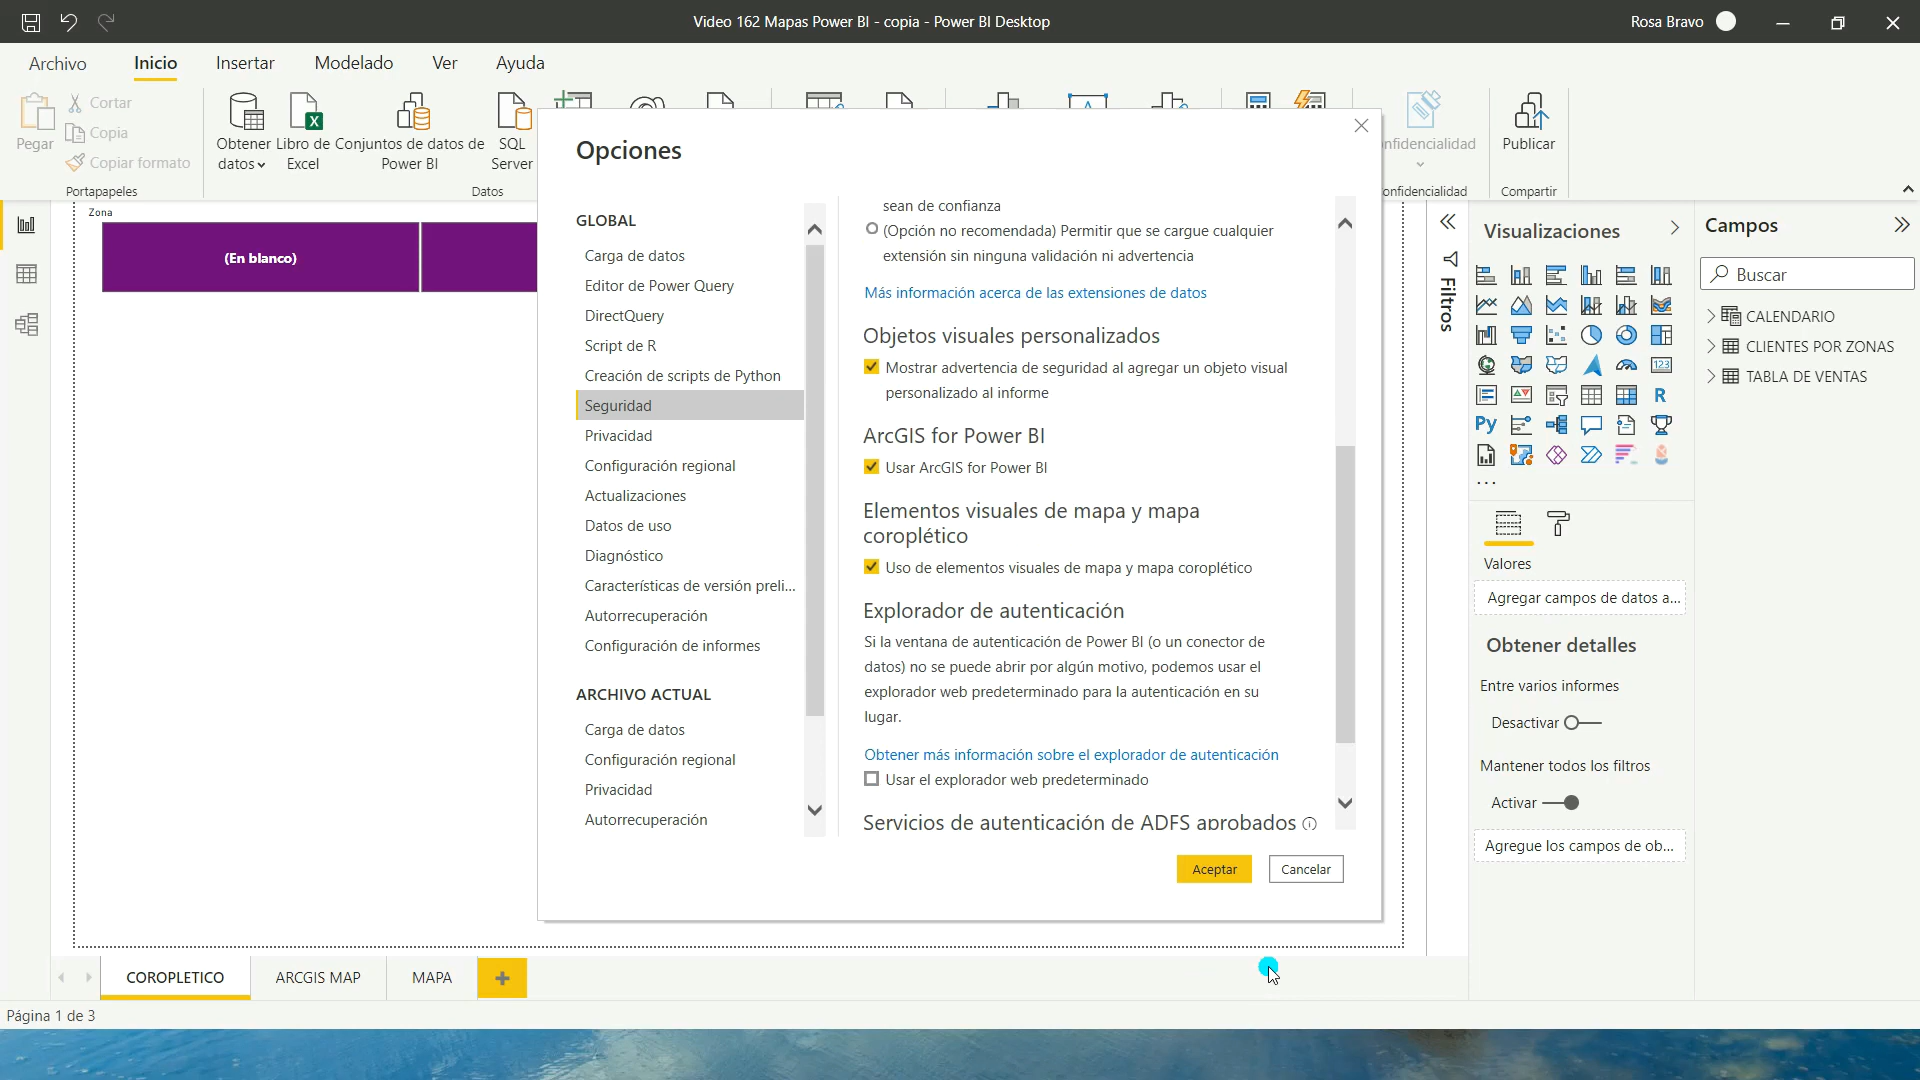 Video 162 Mapas Power BI - copia - Power BI Desktop
Rosa Bravo
Archivo
Inicio
Insertar
Modelado
Ver
Ayuda
Pegar
Cortar
Copia
Copiar formato
Portapapeles
Obtener
datos
Libro de
Excel
Conjuntos de datos de
Power BI
SQL
Server
Datos
nfidencialidad
onfidencialidad
Publicar
Compartir
Zona
(En blanco)
Opciones
GLOBAL
Carga de datos
Editor de Power Query
DirectQuery
Script de R
Creación de scripts de Python
Seguridad
Privacidad
Configuración regional
Actualizaciones
Datos de uso
Diagnóstico
Características de versión preli...
Autorrecuperación
Configuración de informes
ARCHIVO ACTUAL
Carga de datos
Configuración regional
Privacidad
Autorrecuperación
sean de confianza
(Opción no recomendada) Permitir que se cargue cualquier
extensión sin ninguna validación ni advertencia
Más información acerca de las extensiones de datos
Objetos visuales personalizados
Mostrar advertencia de seguridad al agregar un objeto visual
personalizado al informe
ArcGIS for Power BI
Usar ArcGIS for Power BI
Elementos visuales de mapa y mapa
coroplético
Uso de elementos visuales de mapa y mapa coroplético
Explorador de autenticación
Si la ventana de autenticación de Power BI (o un conector de
datos) no se puede abrir por algún motivo, podemos usar el
explorador web predeterminado para la autenticación en su
lugar.
Obtener más información sobre el explorador de autenticación
Usar el explorador web predeterminado
Servicios de autenticación de ADFS aprobados
Aceptar
Cancelar
Filtros
Visualizaciones
R
Py
123
...
Valores
Agregar campos de datos a...
Obtener detalles
Entre varios informes
Desactivar
Mantener todos los filtros
Activar
Agregue los campos de ob...
Campos
Buscar
CALENDARIO
CLIENTES POR ZONAS
TABLA DE VENTAS
COROPLETICO
ARCGIS MAP
MAPA
+
Página 1 de 3